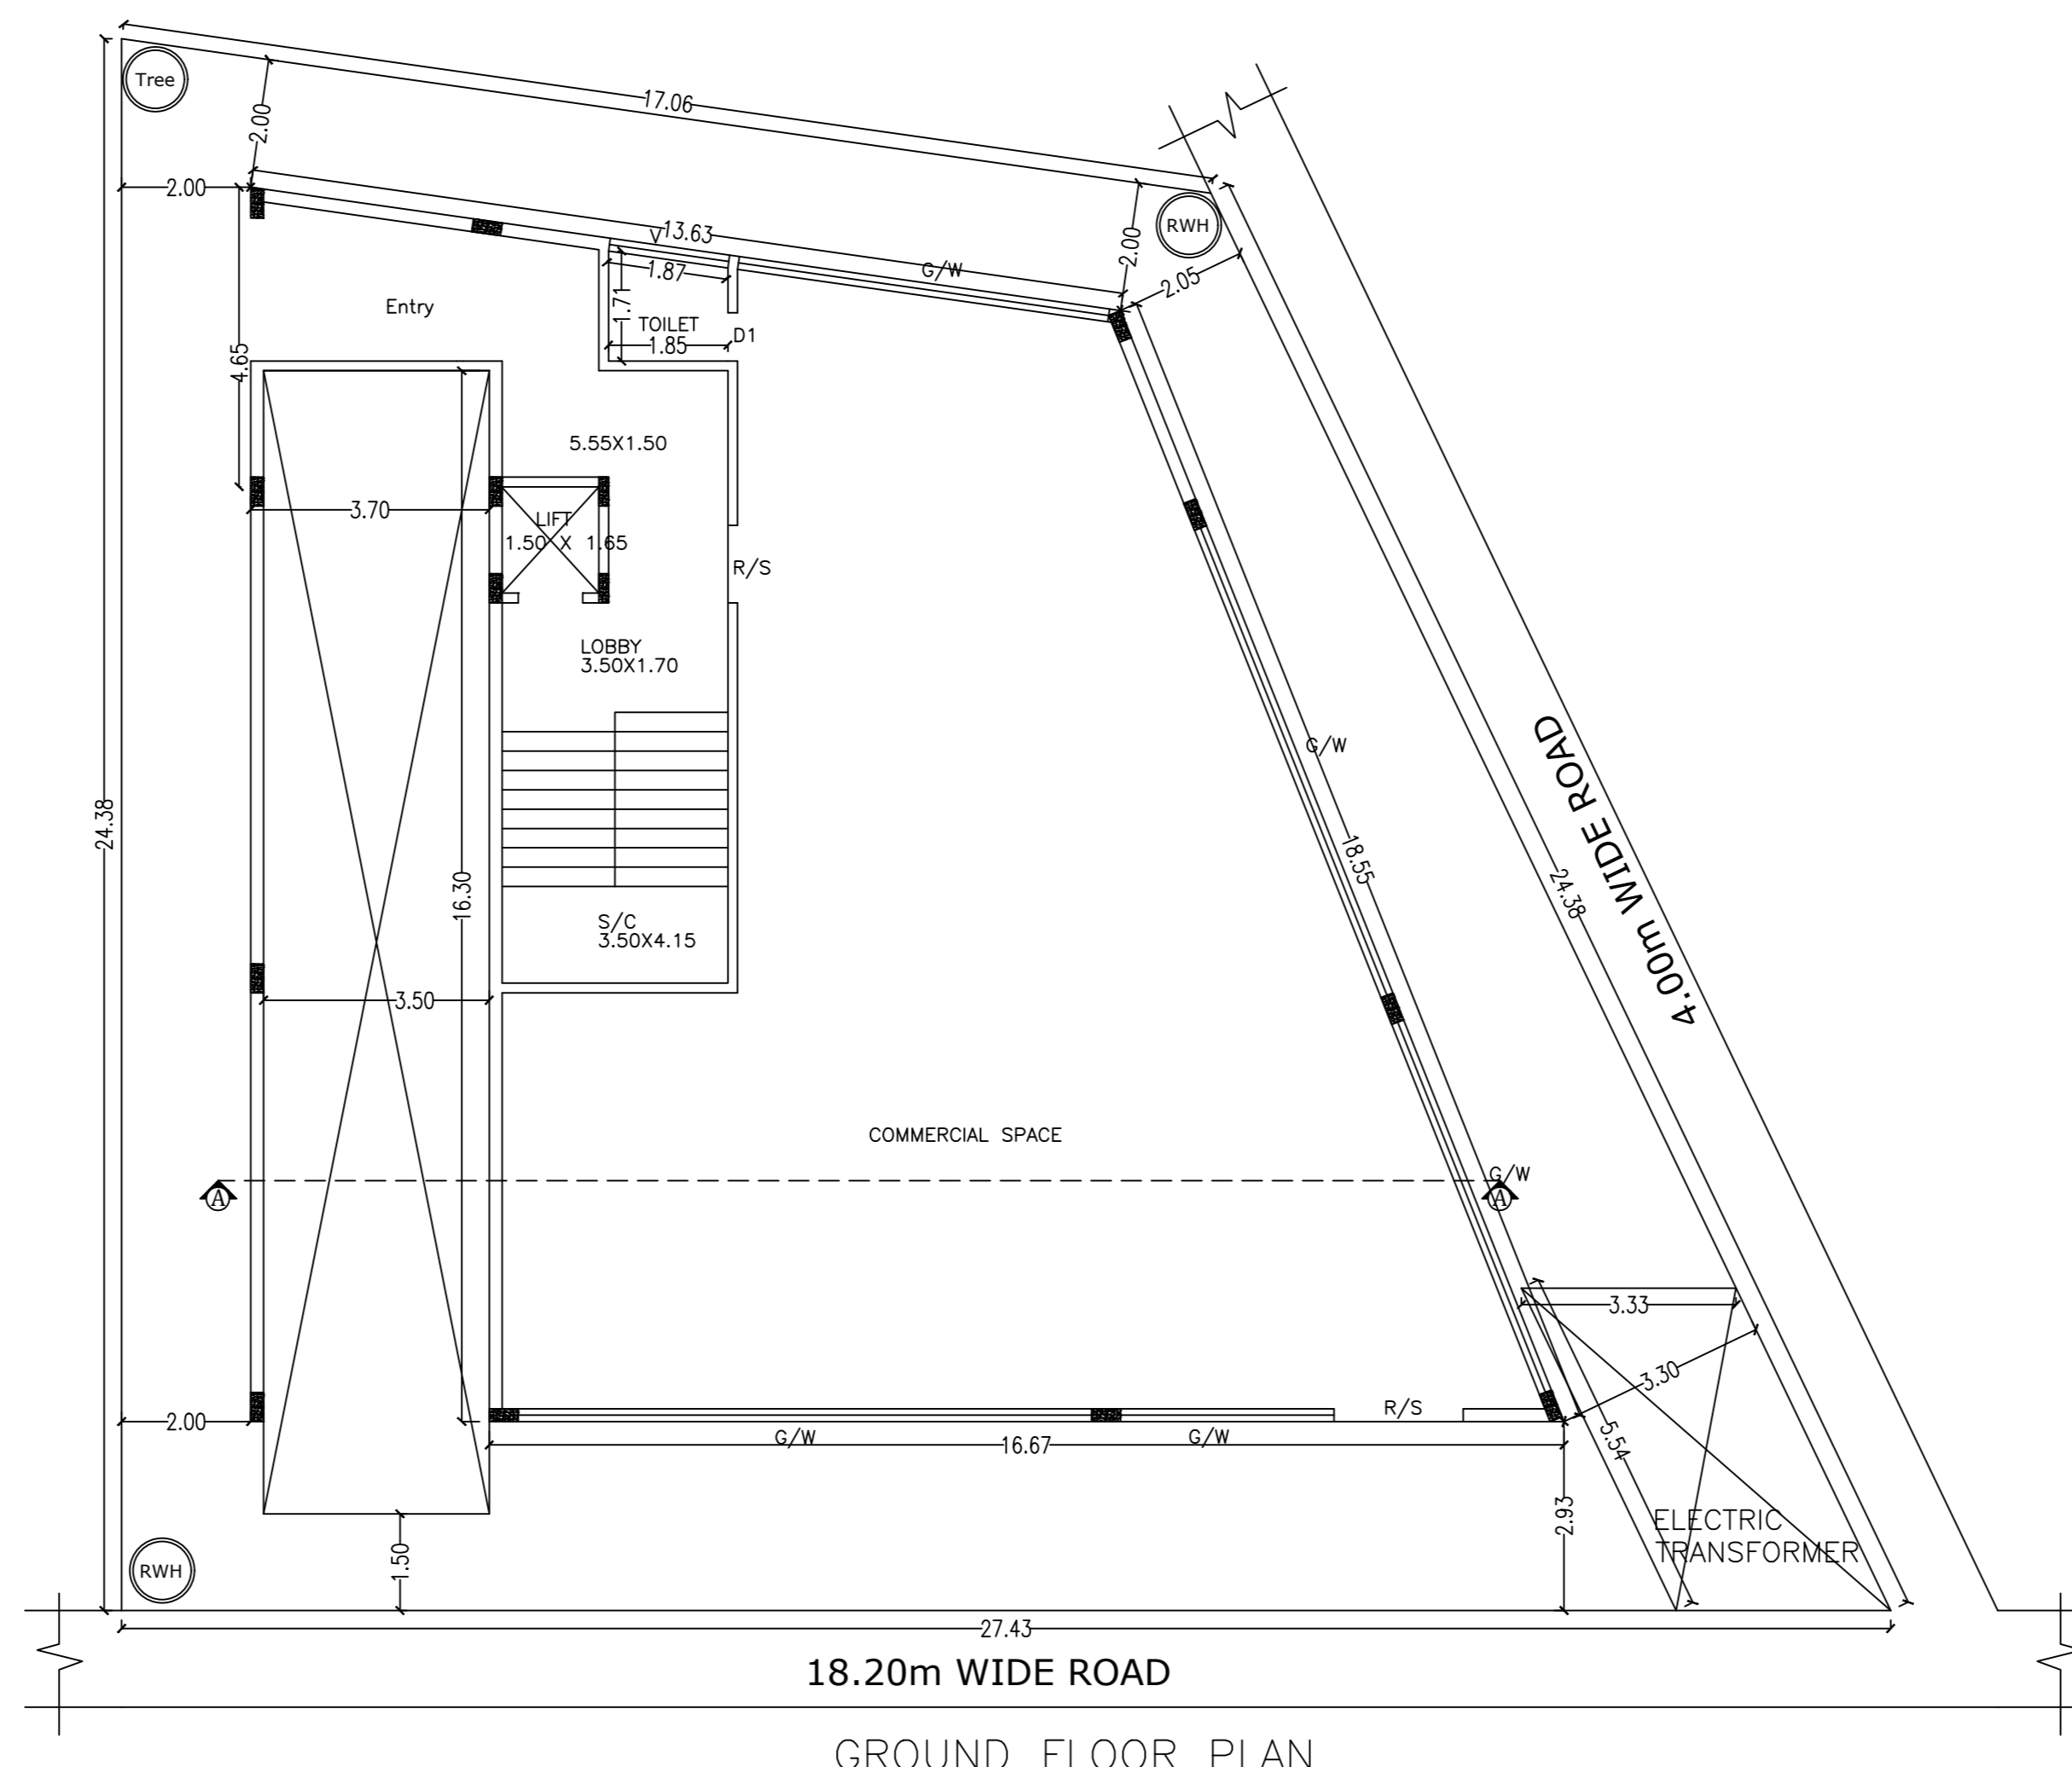 17.06
Tree
2.00
2.00
13.63
V
RWH
2.00
G/W
2.05
1.87
1.71
Entry
TOILET
D1
1.85
4.65
5.55X1.50
3.70
LIFT
1.50 X 1.65
R/S
LOBBY
3.50X1.70
G/W
4.00m WIDE ROAD
24.38
18.55
24.38
16.30
S/C
3.50X4.15
3.50
COMMERCIAL SPACE
G/W
A
A
3.33
3.30
2.00
R/S
G/W
16.67
G/W
5.54
2.93
ELECTRIC
TRANSFORMER
1.50
RWH
27.43
18.20m WIDE ROAD
GROUND FLOOR PLAN